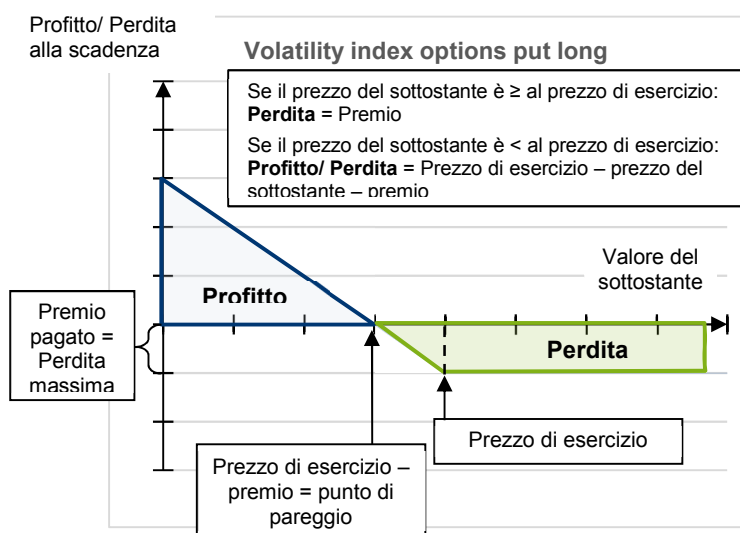 Profitto/ Perdita
alla scadenza
Volatility index options put long
Se il prezzo del sottostante è ≥ al prezzo di esercizio:
Perdita = Premio
Se il prezzo del sottostante è < al prezzo di esercizio:
Profitto/ Perdita = Prezzo di esercizio – prezzo del
sottostante – premio
Valore del
sottostante
Profitto
Premio
pagato =
Perdita
massima
Perdita
Prezzo di esercizio
Prezzo di esercizio –
premio = punto di
pareggio